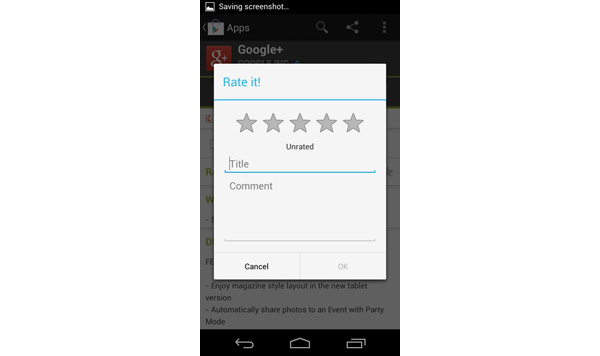 Saving screenshot...
Apps
Google+
GOOGLE INC.
Rate it!
Unrated
Title
Comment
Cancel
OK
- Enjoy magazine style layout in the new tablet
version
- Automatically share photos to an Event with Party
Mode